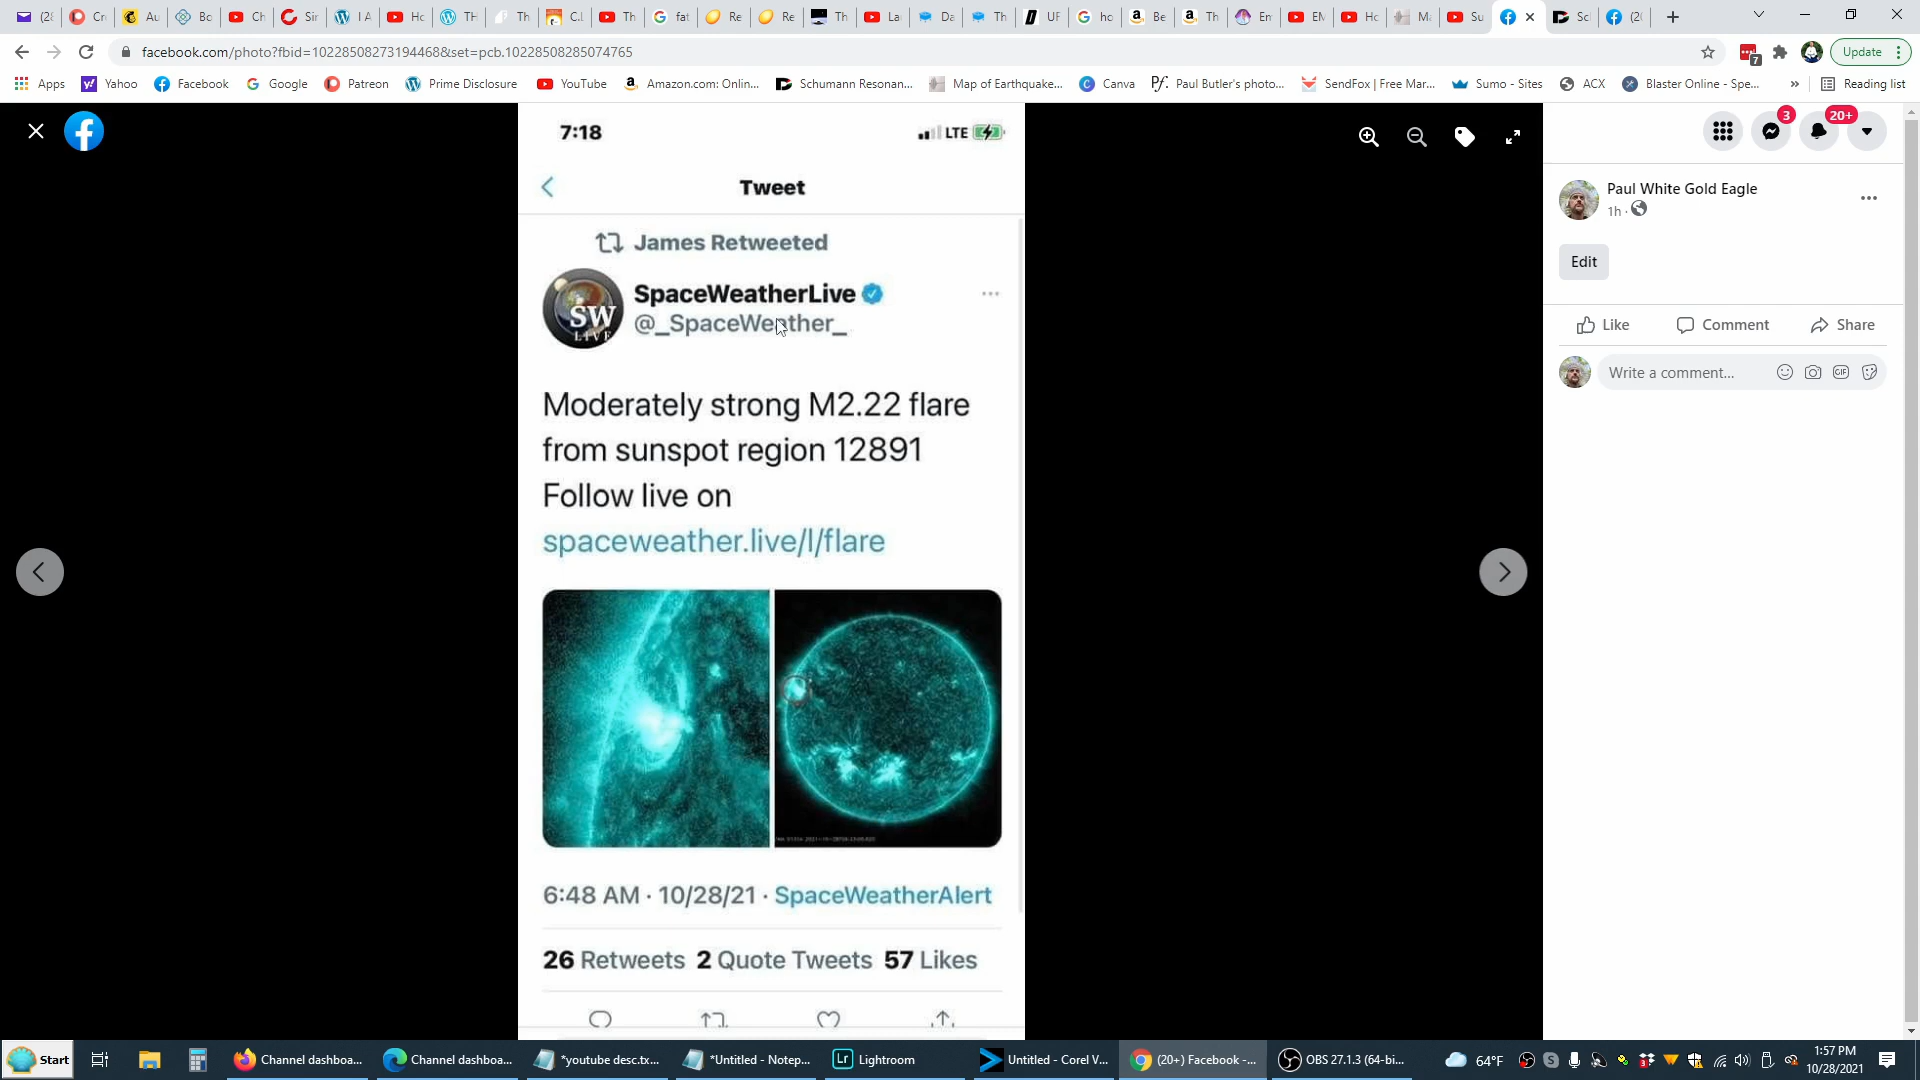 facebook.com/photo?fbid=10228508273194468&set=pcb.10228508285074765
Update
7
Apps
Yahoo
Facebook
Google
Patreon
Prime Disclosure
YouTube
Amazon.com: Onlin...
Schumann Resonan...
Map of Earthquake...
Canva
Paul Butler's photo...
SendFox | Free Mar...
Sumo - Sites
ACX
Blaster Online - Spe...
»
Reading list
7:18
LTE
Tweet
James Retweeted
SpaceWeatherLive
@_SpaceWeather_
SW
LIVE
Moderately strong M2.22 flare
from sunspot region 12891
Follow live on
spaceweather.live/l/flare
6:48 AM · 10/28/21 · SpaceWeatherAlert
26 Retweets 2 Quote Tweets 57 Likes
3
20+
Paul White Gold Eagle
1h ·
Edit
Like
Comment
Share
Write a comment...
GIF
Start
Channel dashboa...
Channel dashboa...
*youtube desc.tx...
*Untitled - Notep...
Lr Lightroom
Untitled - Corel V...
(20+) Facebook -...
OBS 27.1.3 (64-bi...
64°F
1:57 PM
10/28/2021